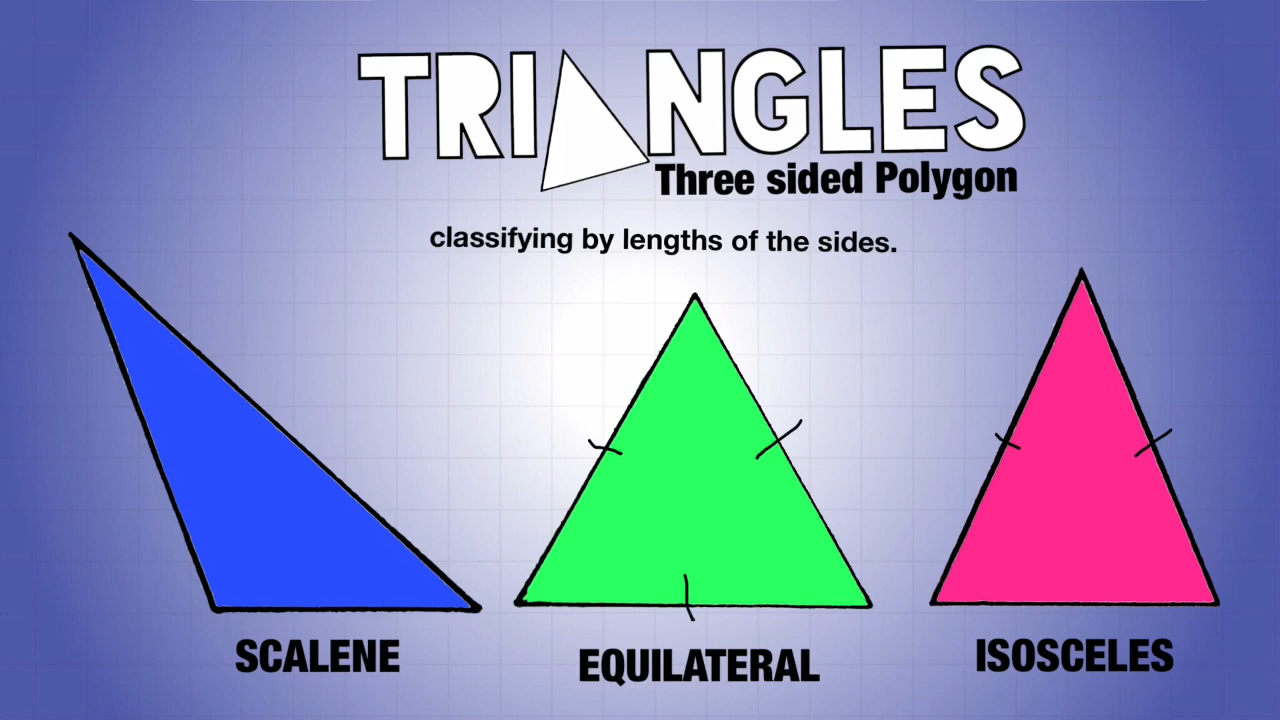 TRIANGLES
Three sided Polygon
classifying by lengths of the sides.
SCALENE
EQUILATERAL
ISOSCELES